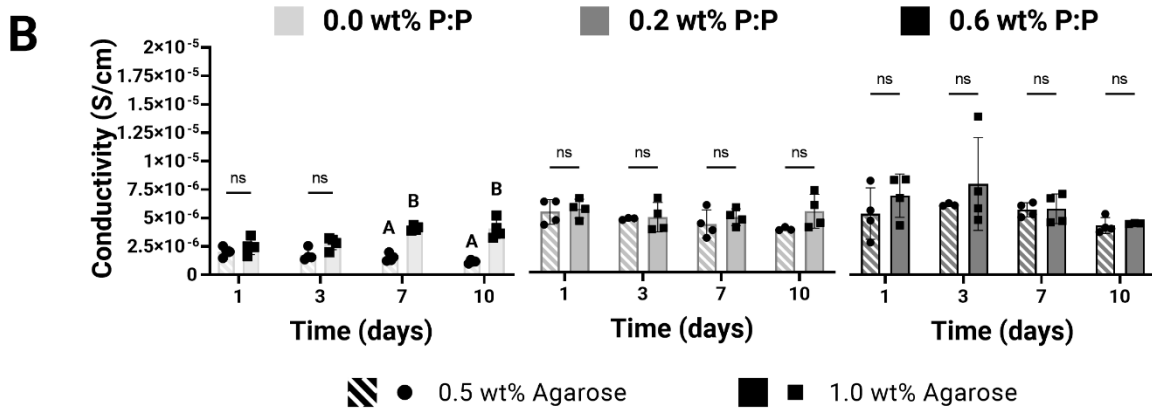 B
0.0 wt% P:P
0.2 wt% P:P
0.6 wt% P:P
Conductivity (S/cm)
2×10⁻⁵
1.75×10⁻⁵
1.5×10⁻⁵
1.25×10⁻⁵
1×10⁻⁵
7.5×10⁻⁶
5×10⁻⁶
2.5×10⁻⁶
0
ns
ns
A
B
A
B
1
3
7
10
Time (days)
ns
ns
ns
ns
1
3
7
10
Time (days)
ns
ns
ns
ns
1
3
7
10
Time (days)
0.5 wt% Agarose
1.0 wt% Agarose